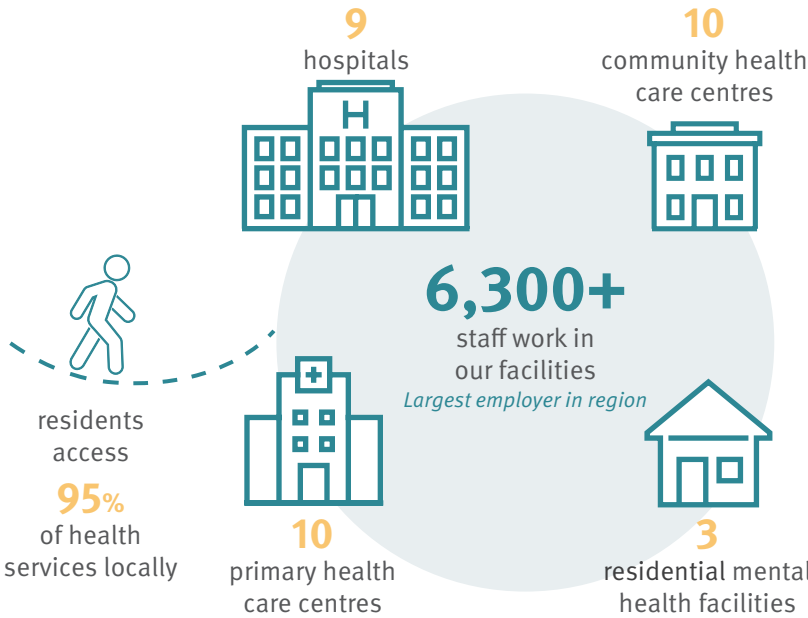 9
hospitals
H
10
community health
care centres
6,300+
staff work in
our facilities
Largest employer in region
residents
access
95%
of health
services locally
10
primary health
care centres
3
residential mental
health facilities